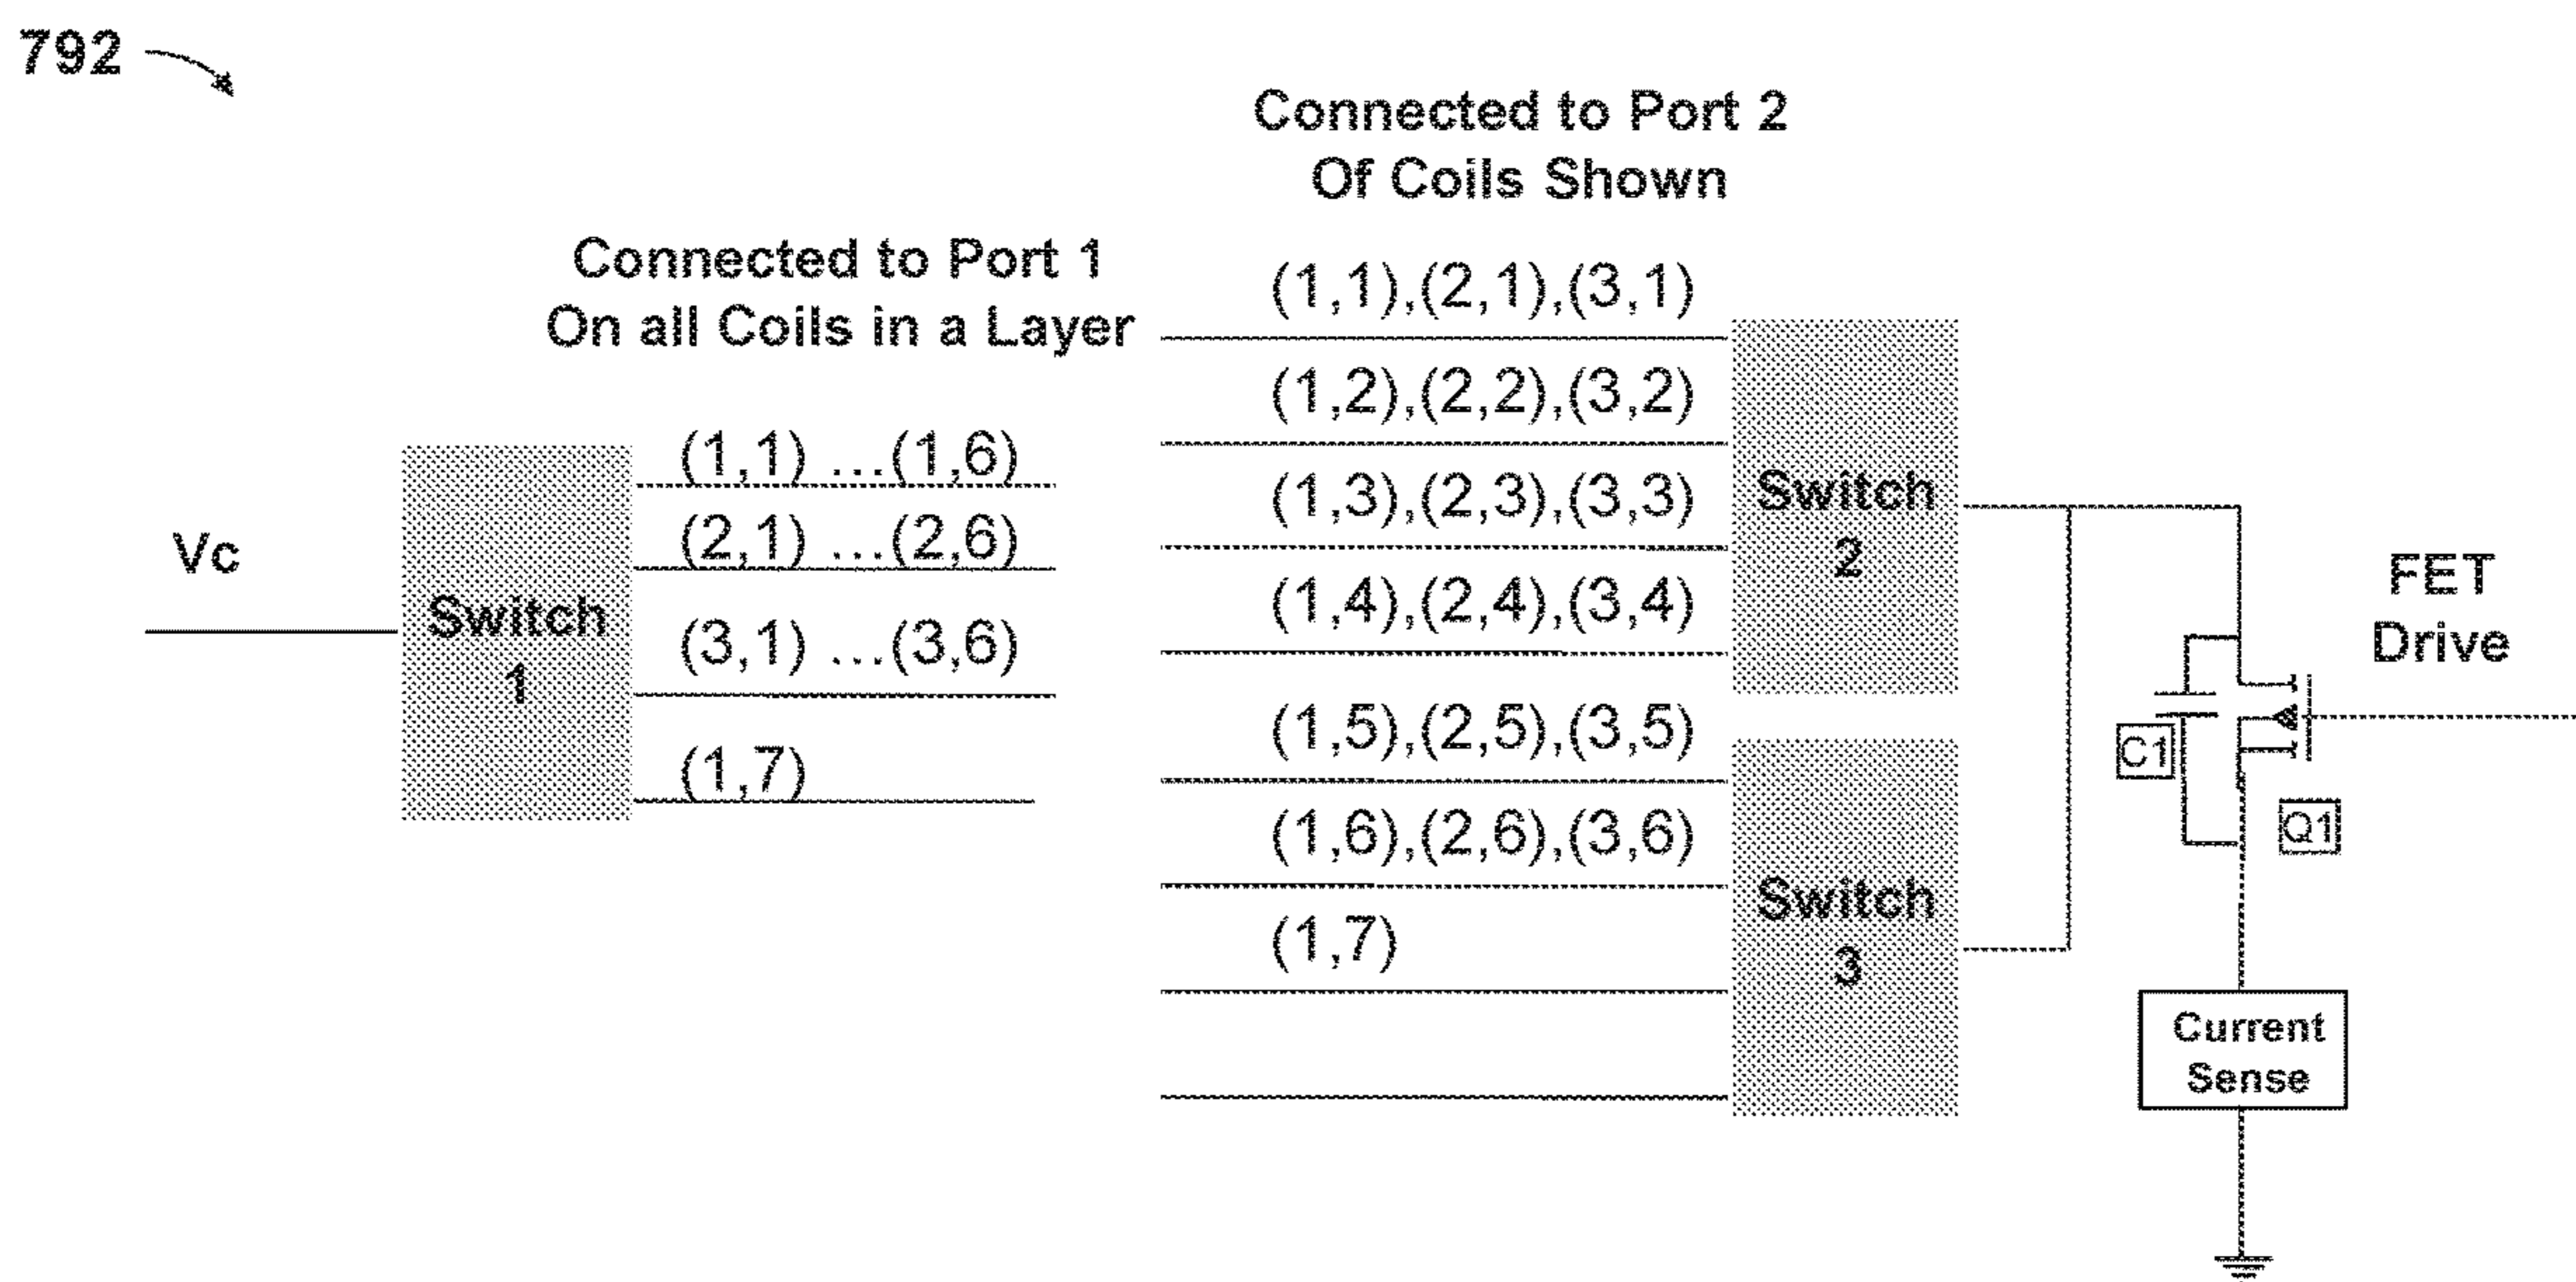 792
Connected to Port 2
Of Coils Shown
Connected to Port 1
On all Coils in a Layer
Vc
Switch
1
(1,1) ...(1,6)
(2,1) ...(2,6)
(3,1) ...(3,6)
(1,7)
(1,1),(2,1),(3,1)
(1,2),(2,2),(3,2)
(1,3),(2,3),(3,3)
(1,4),(2,4),(3,4)
(1,5),(2,5),(3,5)
(1,6),(2,6),(3,6)
(1,7)
Switch
2
Switch
3
FET
Drive
C1
Q1
Current
Sense